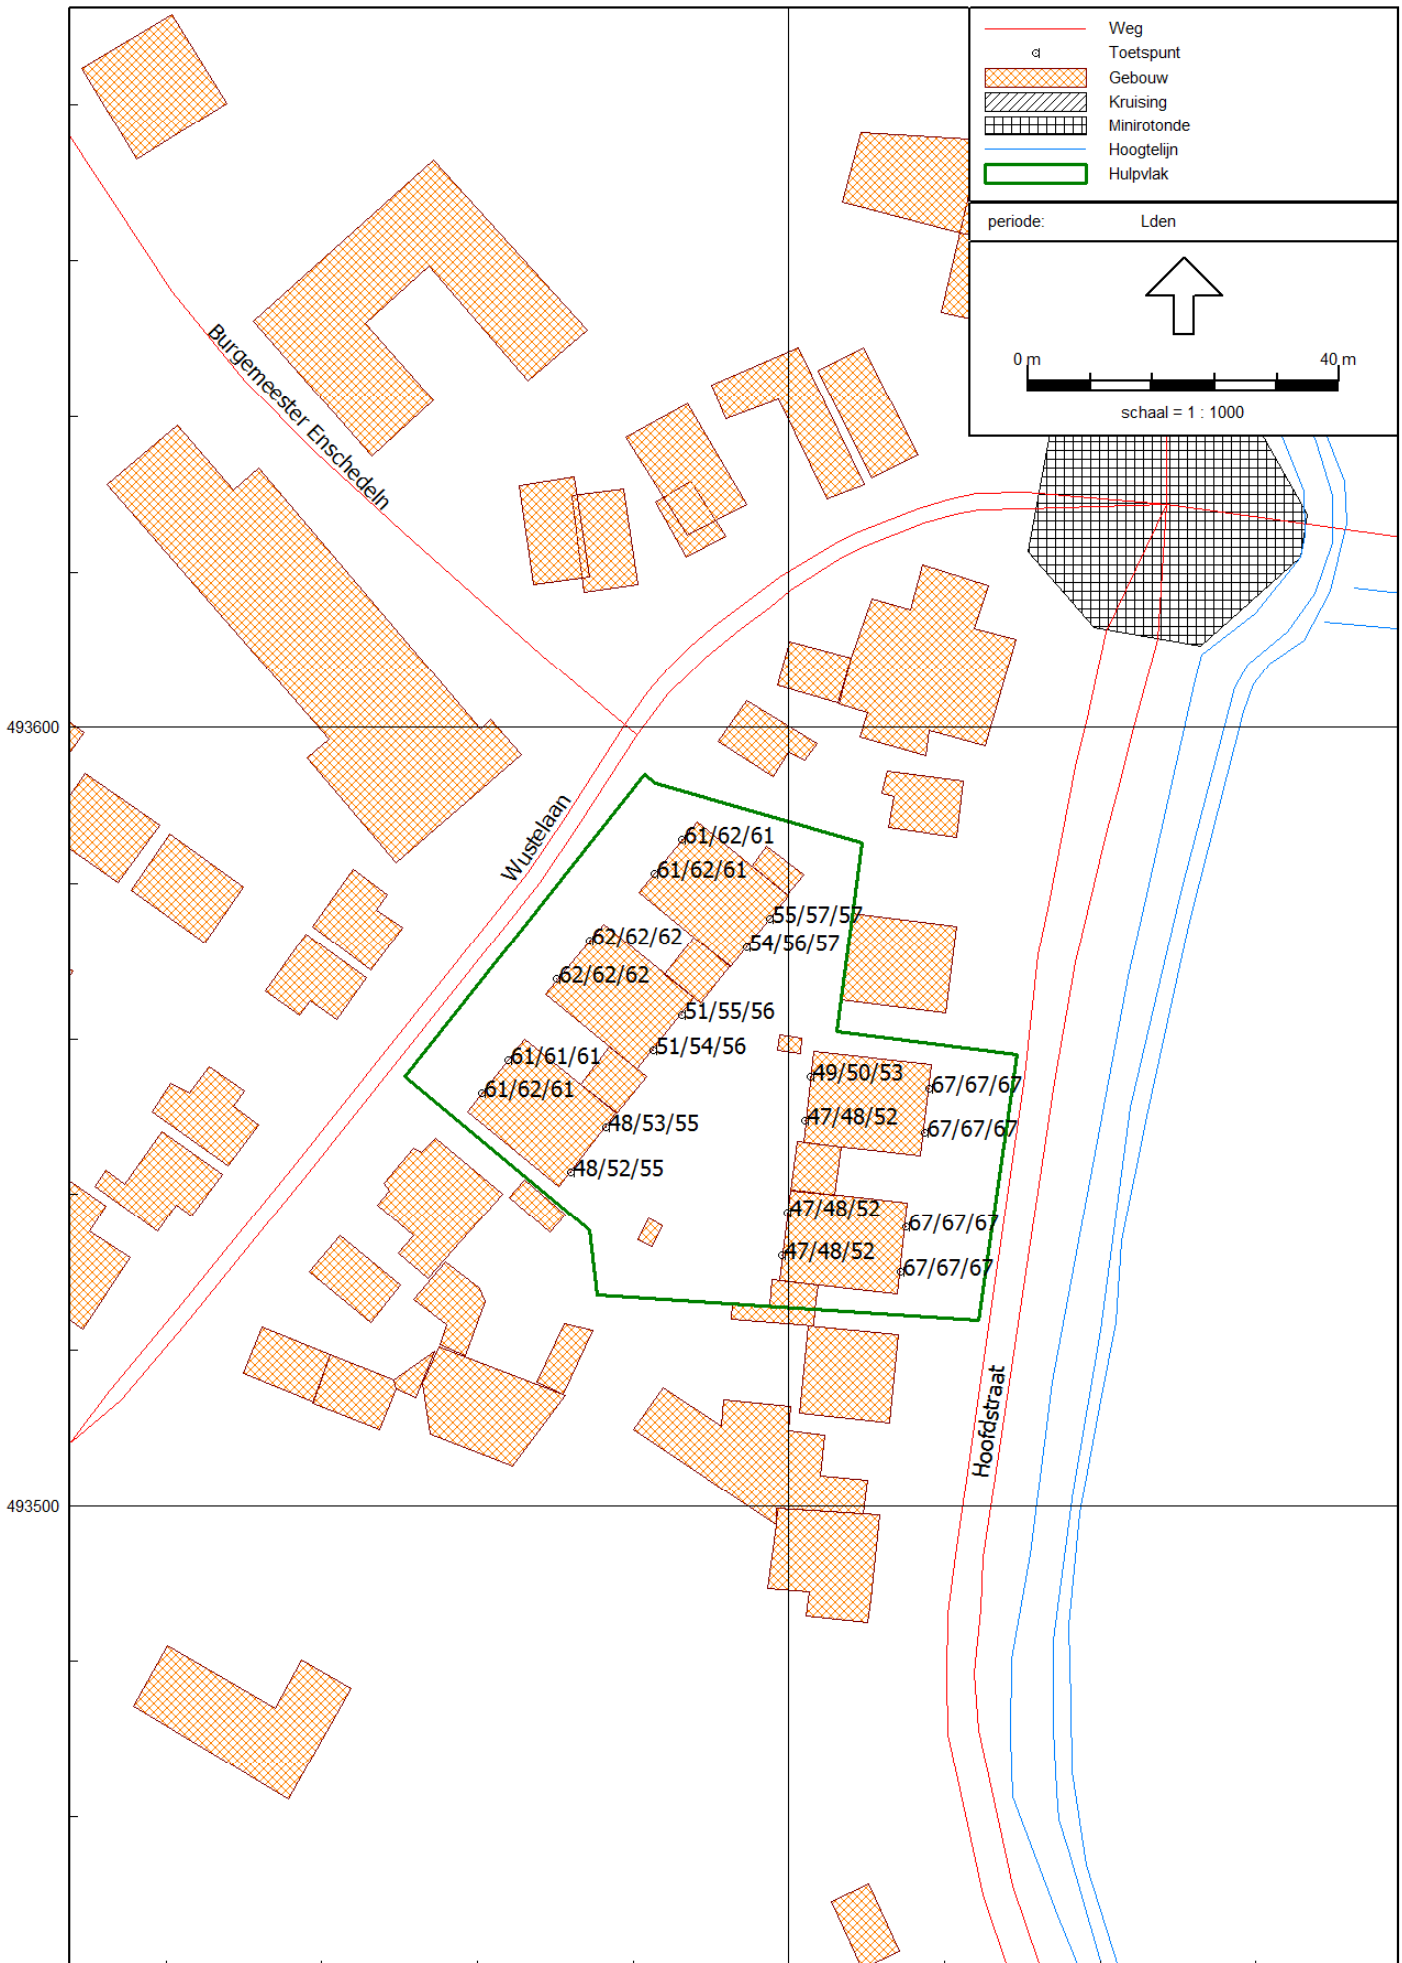 Weg
Toetspunt
Gebouw
Kruising
Minirotonde
Hoogtelijn
Hulpvlak
periode: Lden
0 m 40 m
schaal = 1 : 1000
Burgemeester Enschedeln
493600
Wustelaan
61/62/61
61/62/61
55/57/57
62/62/62
54/56/57
62/62/62
51/55/56
51/54/56
61/61/61
49/50/53
67/67/67
61/62/61
47/48/52
48/53/55
67/67/67
48/52/55
47/48/52
67/67/67
47/48/52
67/67/67
Hoofdstraat
493500